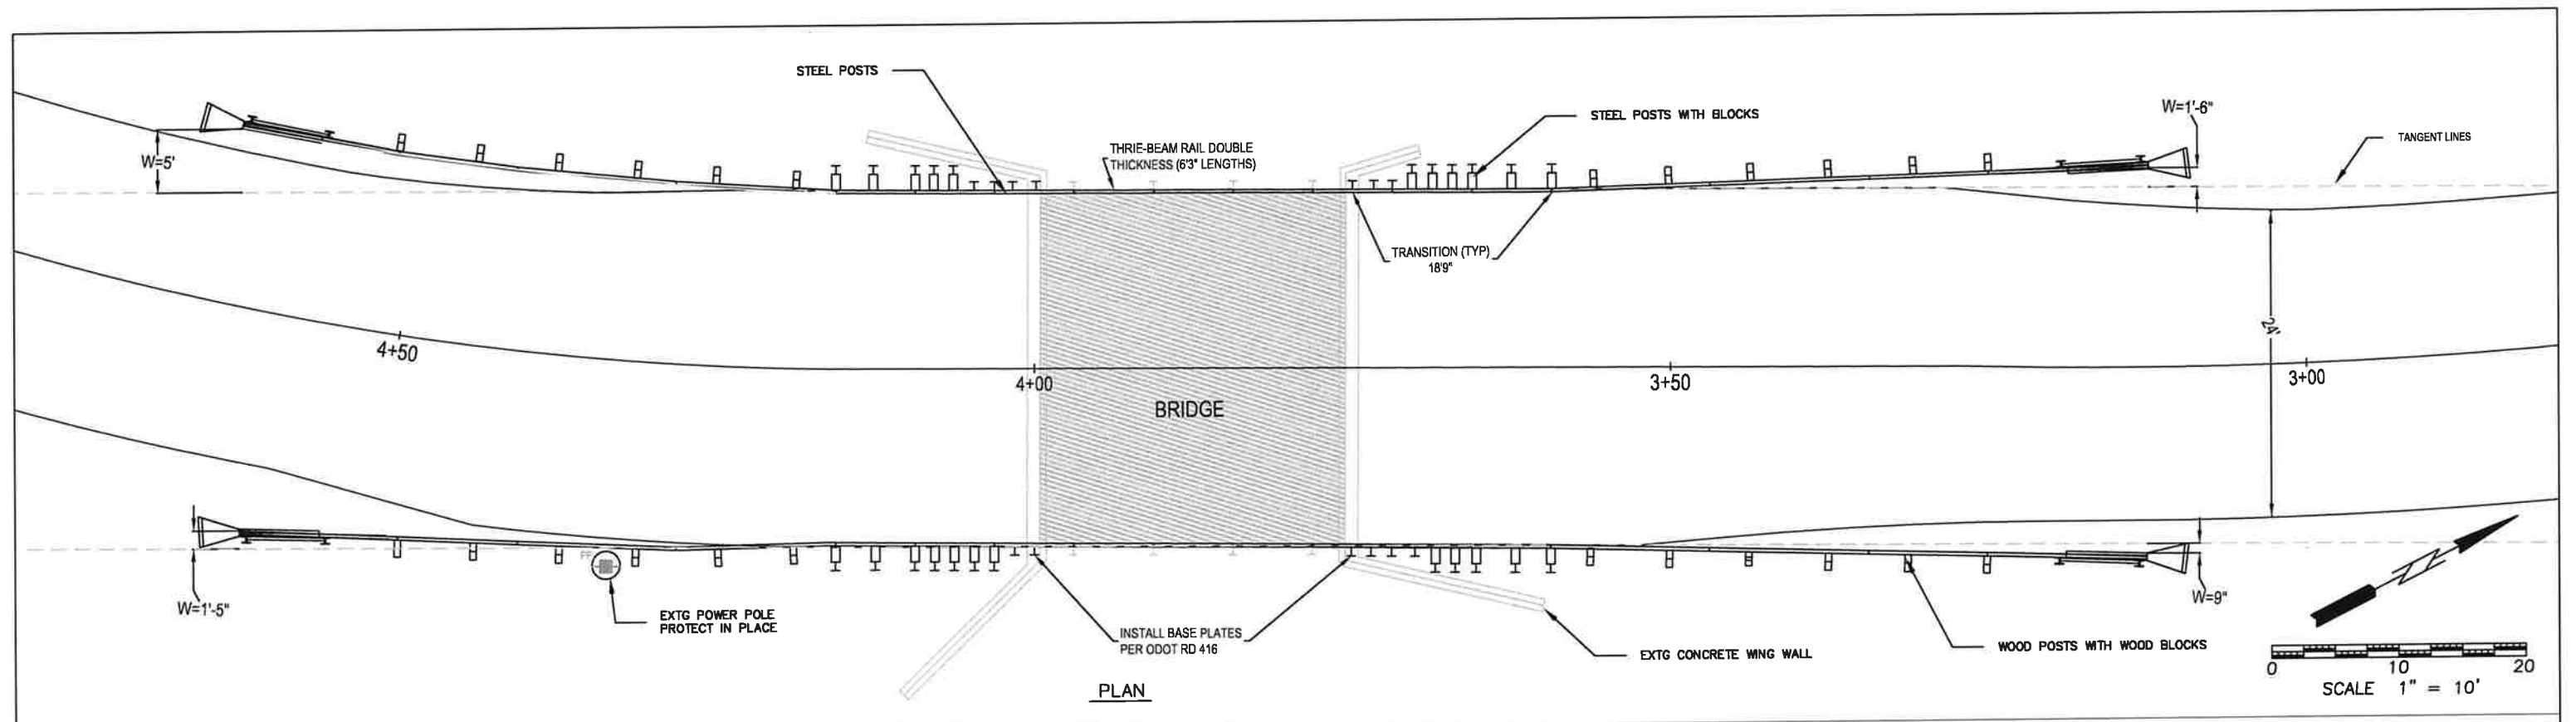 STEEL POSTS
STEEL POSTS WITH BLOCKS
W=1'-6"
TANGENT LINES
THRIE-BEAM RAIL DOUBLE
THICKNESS (6'3" LENGTHS)
W=5'
TRANSITION (TYP)
18'9"
24'
4+50
4+00
3+50
3+00
BRIDGE
PP
W=1'-5"
W=9"
EXTG POWER POLE
PROTECT IN PLACE
INSTALL BASE PLATES
PER ODOT RD 416
EXTG CONCRETE WING WALL
WOOD POSTS WITH WOOD BLOCKS
0 10 20
SCALE 1" = 10'
PLAN